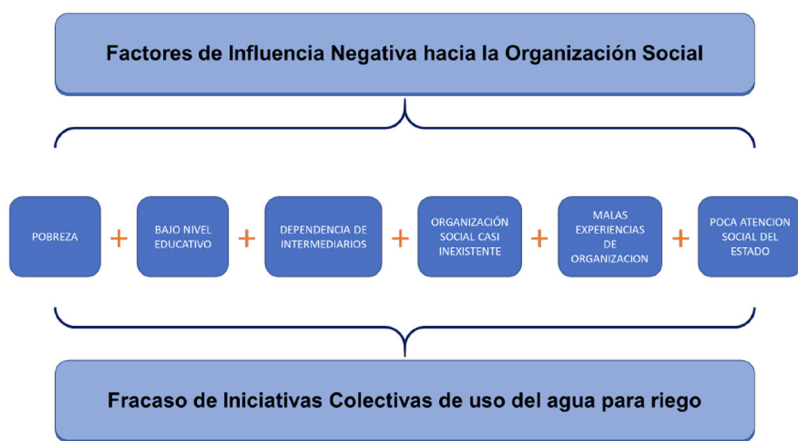 Factores de Influencia Negativa hacia la Organización Social
POBREZA
+
BAJO NIVEL
EDUCATIVO
+
DEPENDENCIA DE
INTERMEDIARIOS
+
ORGANIZACIÓN
SOCIAL CASI
INEXISTENTE
+
MALAS
EXPERIENCIAS
DE
ORGANIZACION
+
POCA ATENCION
SOCIAL DEL
ESTADO
Fracaso de Iniciativas Colectivas de uso del agua para riego